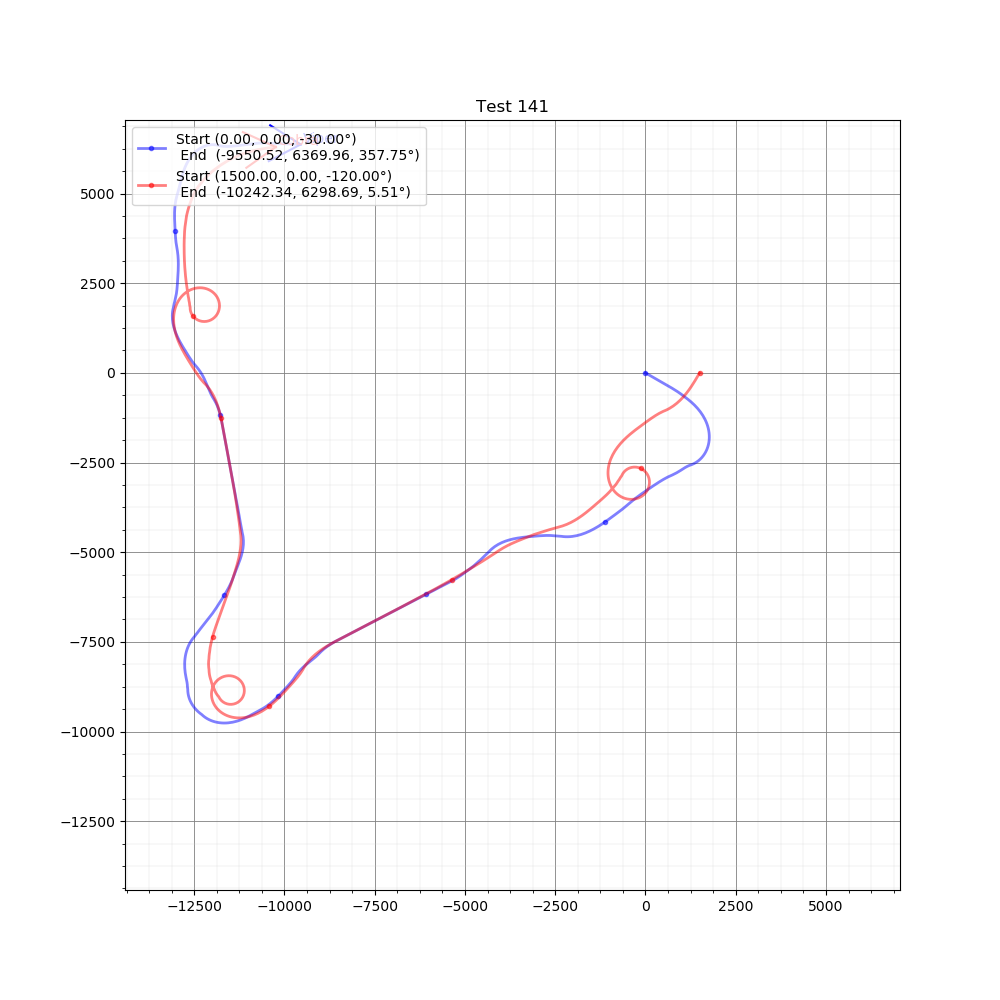 Test 141
Start (0.00, 0.00, -30.00°)
End (-9550.52, 6369.96, 357.75°)
Start (1500.00, 0.00, -120.00°)
End (-10242.34, 6298.69, 5.51°)
5000
2500
0
−2500
−5000
−7500
−10000
−12500
−12500 −10000 −7500 −5000 −2500 0 2500 5000